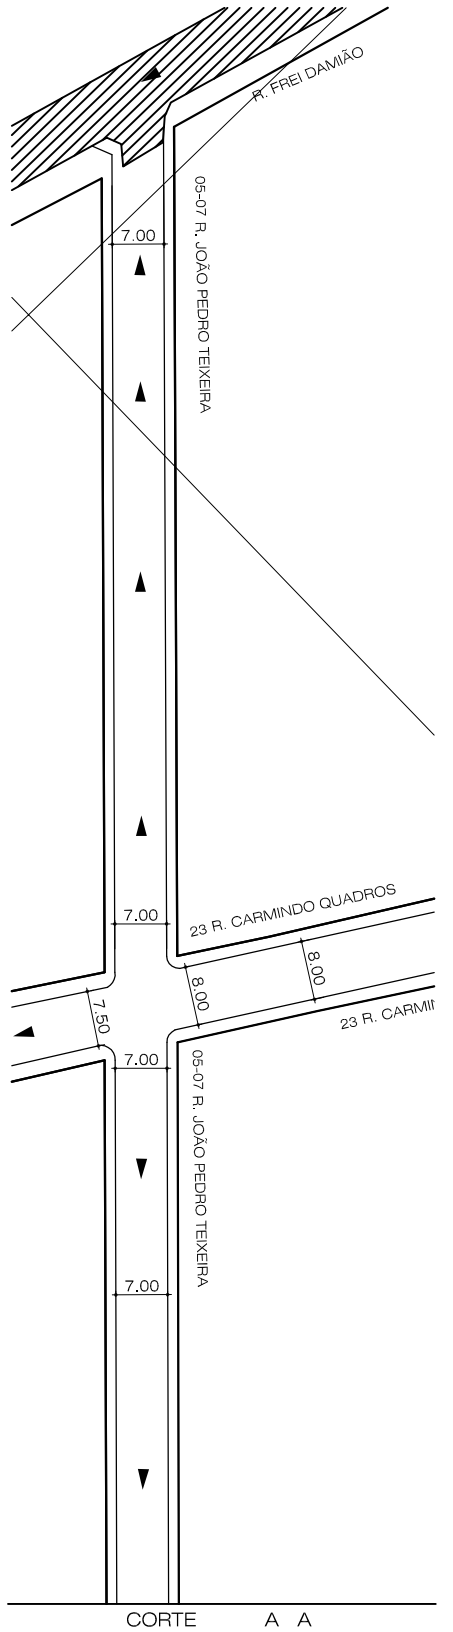 R. FREI DAMIÃO
05-07 R. JOÃO PEDRO TEIXEIRA
7.00
7.00
23 R. CARMINDO QUADROS
8.00
8.00
7.50
23 R. CARMIN
7.00
05-07 R. JOÃO PEDRO TEIXEIRA
7.00
CORTE A A